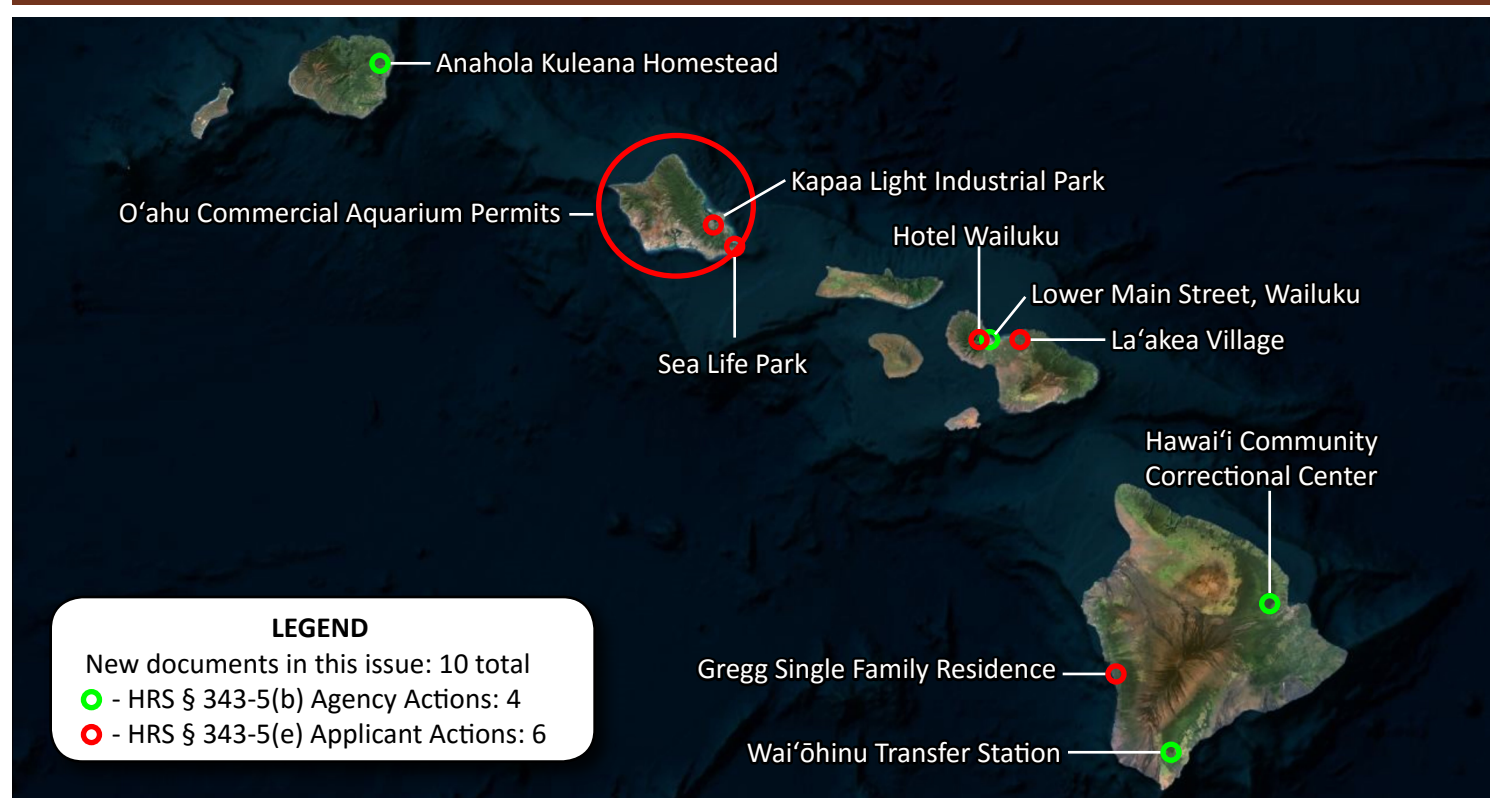 Anahola Kuleana Homestead
Kapaa Light Industrial Park
Oʻahu Commercial Aquarium Permits
Hotel Wailuku
Lower Main Street, Wailuku
Laʻakea Village
Sea Life Park
Hawaiʻi Community
Correctional Center
Gregg Single Family Residence
Waiʻōhinu Transfer Station
LEGEND
New documents in this issue: 10 total
- HRS § 343-5(b) Agency Actions: 4
- HRS § 343-5(e) Applicant Actions: 6